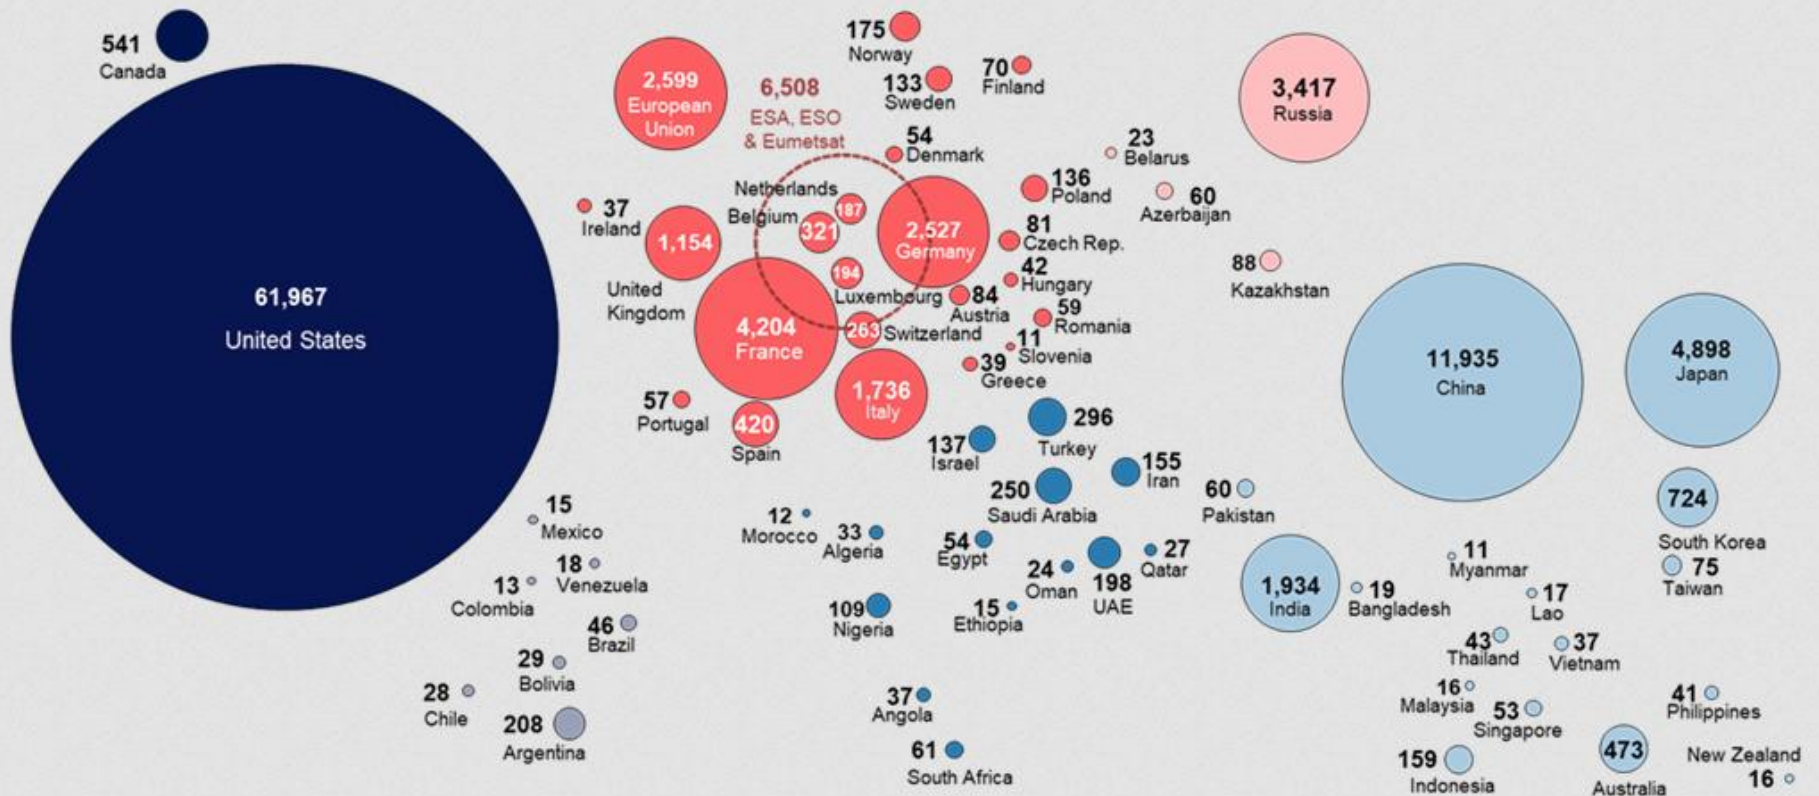 541
Canada
61,967
United States
2,599
European
Union
6,508
ESA, ESO
& Eumetsat
175
Norway
133
Sweden
70
Finland
54
Denmark
3,417
Russia
23
Belarus
136
Poland
60
Azerbaijan
37
Ireland
1,154
United
Kingdom
Netherlands
187
Belgium
321
2,527
Germany
81
Czech Rep.
42
Hungary
194
Luxembourg
84
Austria
59
Romania
88
Kazakhstan
4,204
France
263
Switzerland
11
Slovenia
39
Greece
1,736
Italy
57
Portugal
420
Spain
11,935
China
4,898
Japan
137
Israel
296
Turkey
155
Iran
250
Saudi Arabia
60
Pakistan
724
South Korea
15
Mexico
18
Venezuela
13
Colombia
46
Brazil
29
Bolivia
28
Chile
208
Argentina
12
Morocco
33
Algeria
54
Egypt
24
Oman
198
UAE
27
Qatar
109
Nigeria
15
Ethiopia
37
Angola
61
South Africa
1,934
India
19
Bangladesh
11
Myanmar
75
Taiwan
17
Lao
43
Thailand
37
Vietnam
16
Malaysia
53
Singapore
41
Philippines
159
Indonesia
473
Australia
New Zealand
16